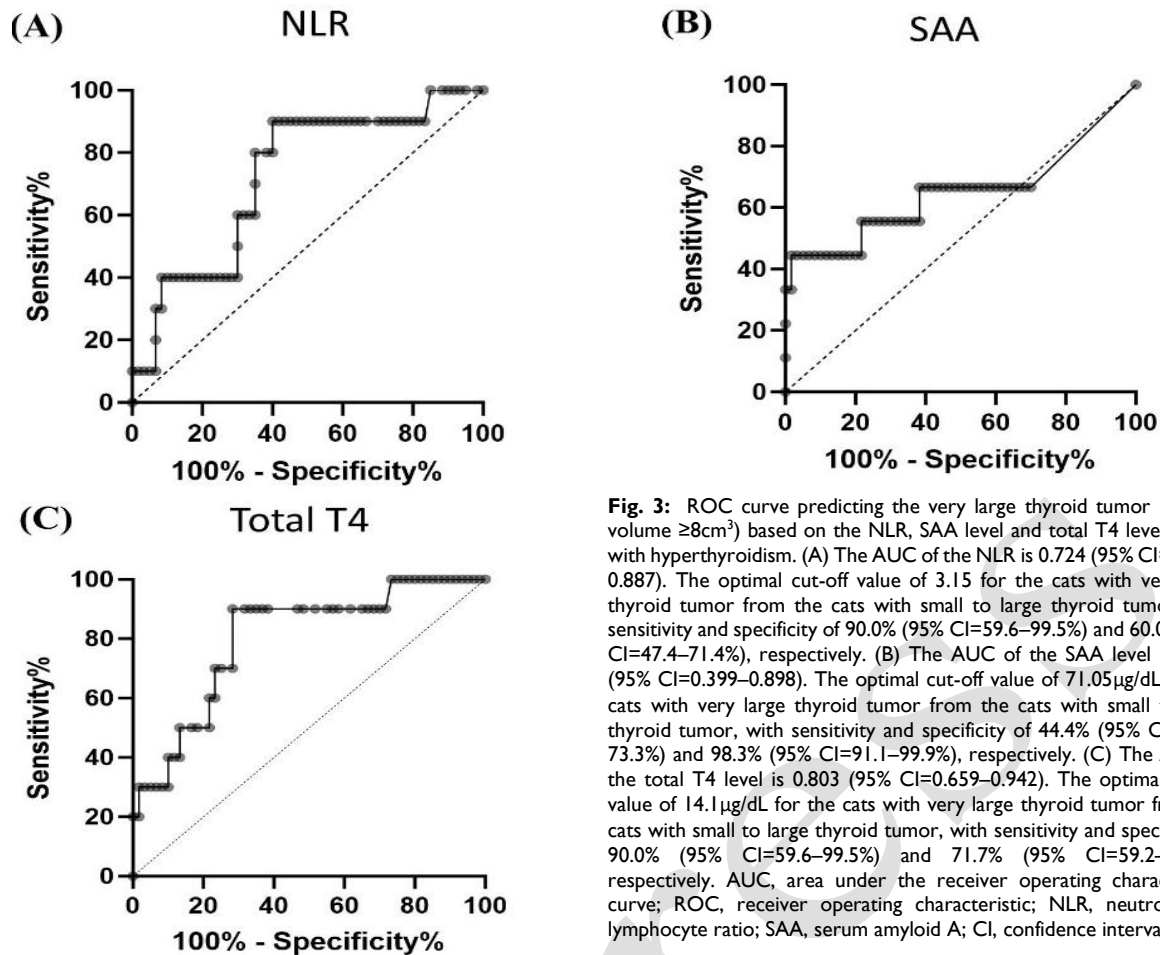 (A)
NLR
Sensitivity%
100
80
60
40
20
0
0 20 40 60 80 100
100% - Specificity%
(B)
SAA
Sensitivity%
100
80
60
40
20
0
0 20 40 60 80 100
100% - Specificity%
(C)
Total T4
Sensitivity%
100
80
60
40
20
0
0 20 40 60 80 100
100% - Specificity%
Fig. 3: ROC curve predicting the very large thyroid tumor
volume ≥8cm³) based on the NLR, SAA level and total T4 level
with hyperthyroidism. (A) The AUC of the NLR is 0.724 (95% CI=
0.887). The optimal cut-off value of 3.15 for the cats with
thyroid tumor from the cats with small to large thyroid
sensitivity and specificity of 90.0% (95% CI=59.6–99.5%) and 60.0
CI=47.4–71.4%), respectively. (B) The AUC of the SAA level
(95% CI=0.399–0.898). The optimal cut-off value of 71.05µg/dL
cats with very large thyroid tumor from the cats with small
thyroid tumor, with sensitivity and specificity of 44.4% (95%
73.3%) and 98.3% (95% CI=91.1–99.9%), respectively. (C) The
the total T4 level is 0.803 (95% CI=0.659–0.942). The optimal
value of 14.1µg/dL for the cats with very large thyroid tumor
cats with small to large thyroid tumor, with sensitivity and
90.0% (95% CI=59.6–99.5%) and 71.7% (95% CI=59.2–
respectively. AUC, area under the receiver operating
curve; ROC, receiver operating characteristic; NLR,
lymphocyte ratio; SAA, serum amyloid A; CI, confidence